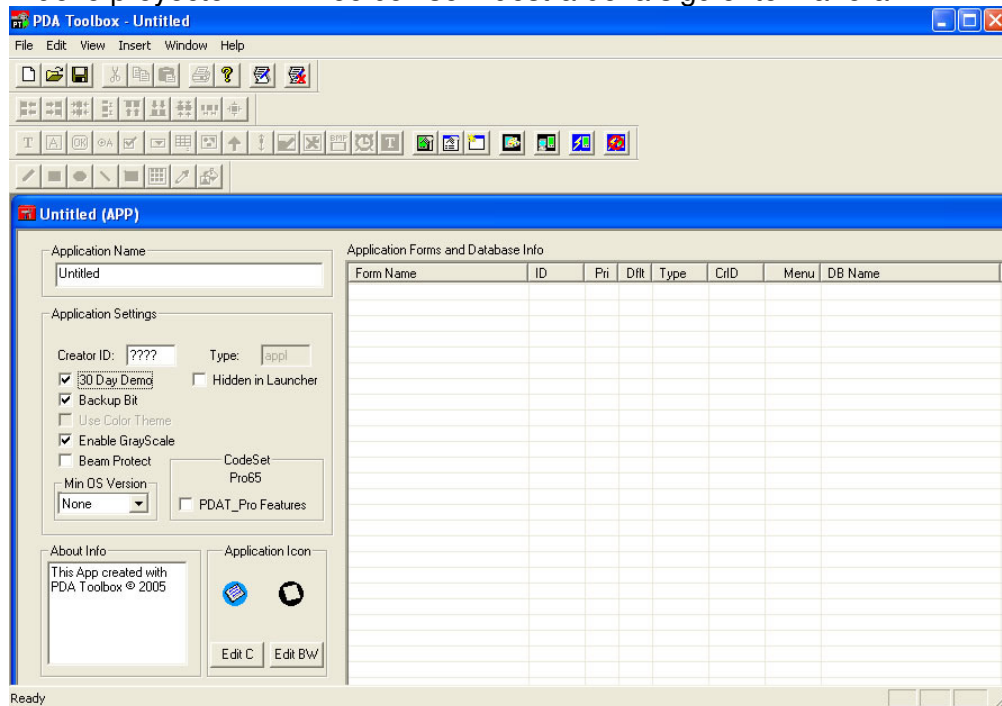 PDA Toolbox - Untitled
File Edit View Insert Window Help
Untitled (APP)
Application Name
Untitled
Application Settings
Creator ID: ???? Type: appl
30 Day Demo Hidden in Launcher
Backup Bit
Use Color Theme
Enable GrayScale
Beam Protect
CodeSet
Pro65
Min OS Version
None
PDAT_Pro Features
About Info
This App created with
PDA Toolbox © 2005
Application Icon
Edit C Edit BW
Application Forms and Database Info
Form Name ID Pri Dflt Type CrID Menu DB Name
Ready